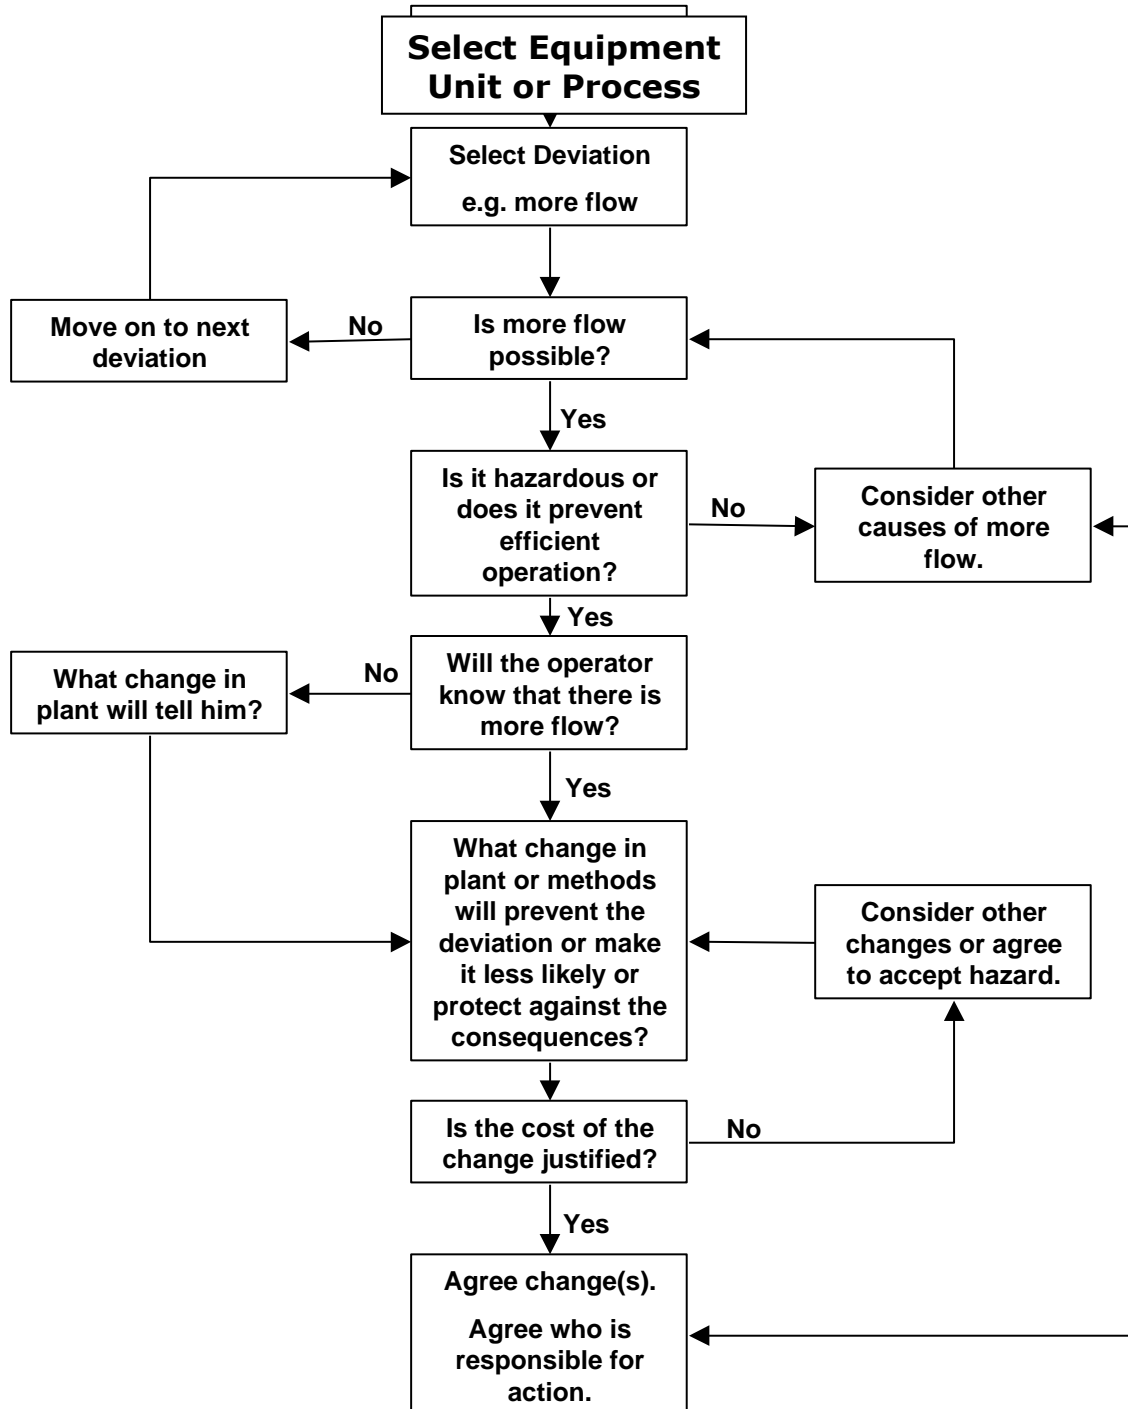 Select Equipment
Unit or Process
Select Deviation
e.g. more flow
Move on to next
deviation
No
Is more flow
possible?
Yes
Is it hazardous or
does it prevent
efficient
operation?
No
Consider other
causes of more
flow.
Yes
What change in
plant will tell him?
No
Will the operator
know that there is
more flow?
Yes
What change in
plant or methods
will prevent the
deviation or make
it less likely or
protect against the
consequences?
Consider other
changes or agree
to accept hazard.
Is the cost of the
change justified?
No
Yes
Agree change(s).
Agree who is
responsible for
action.